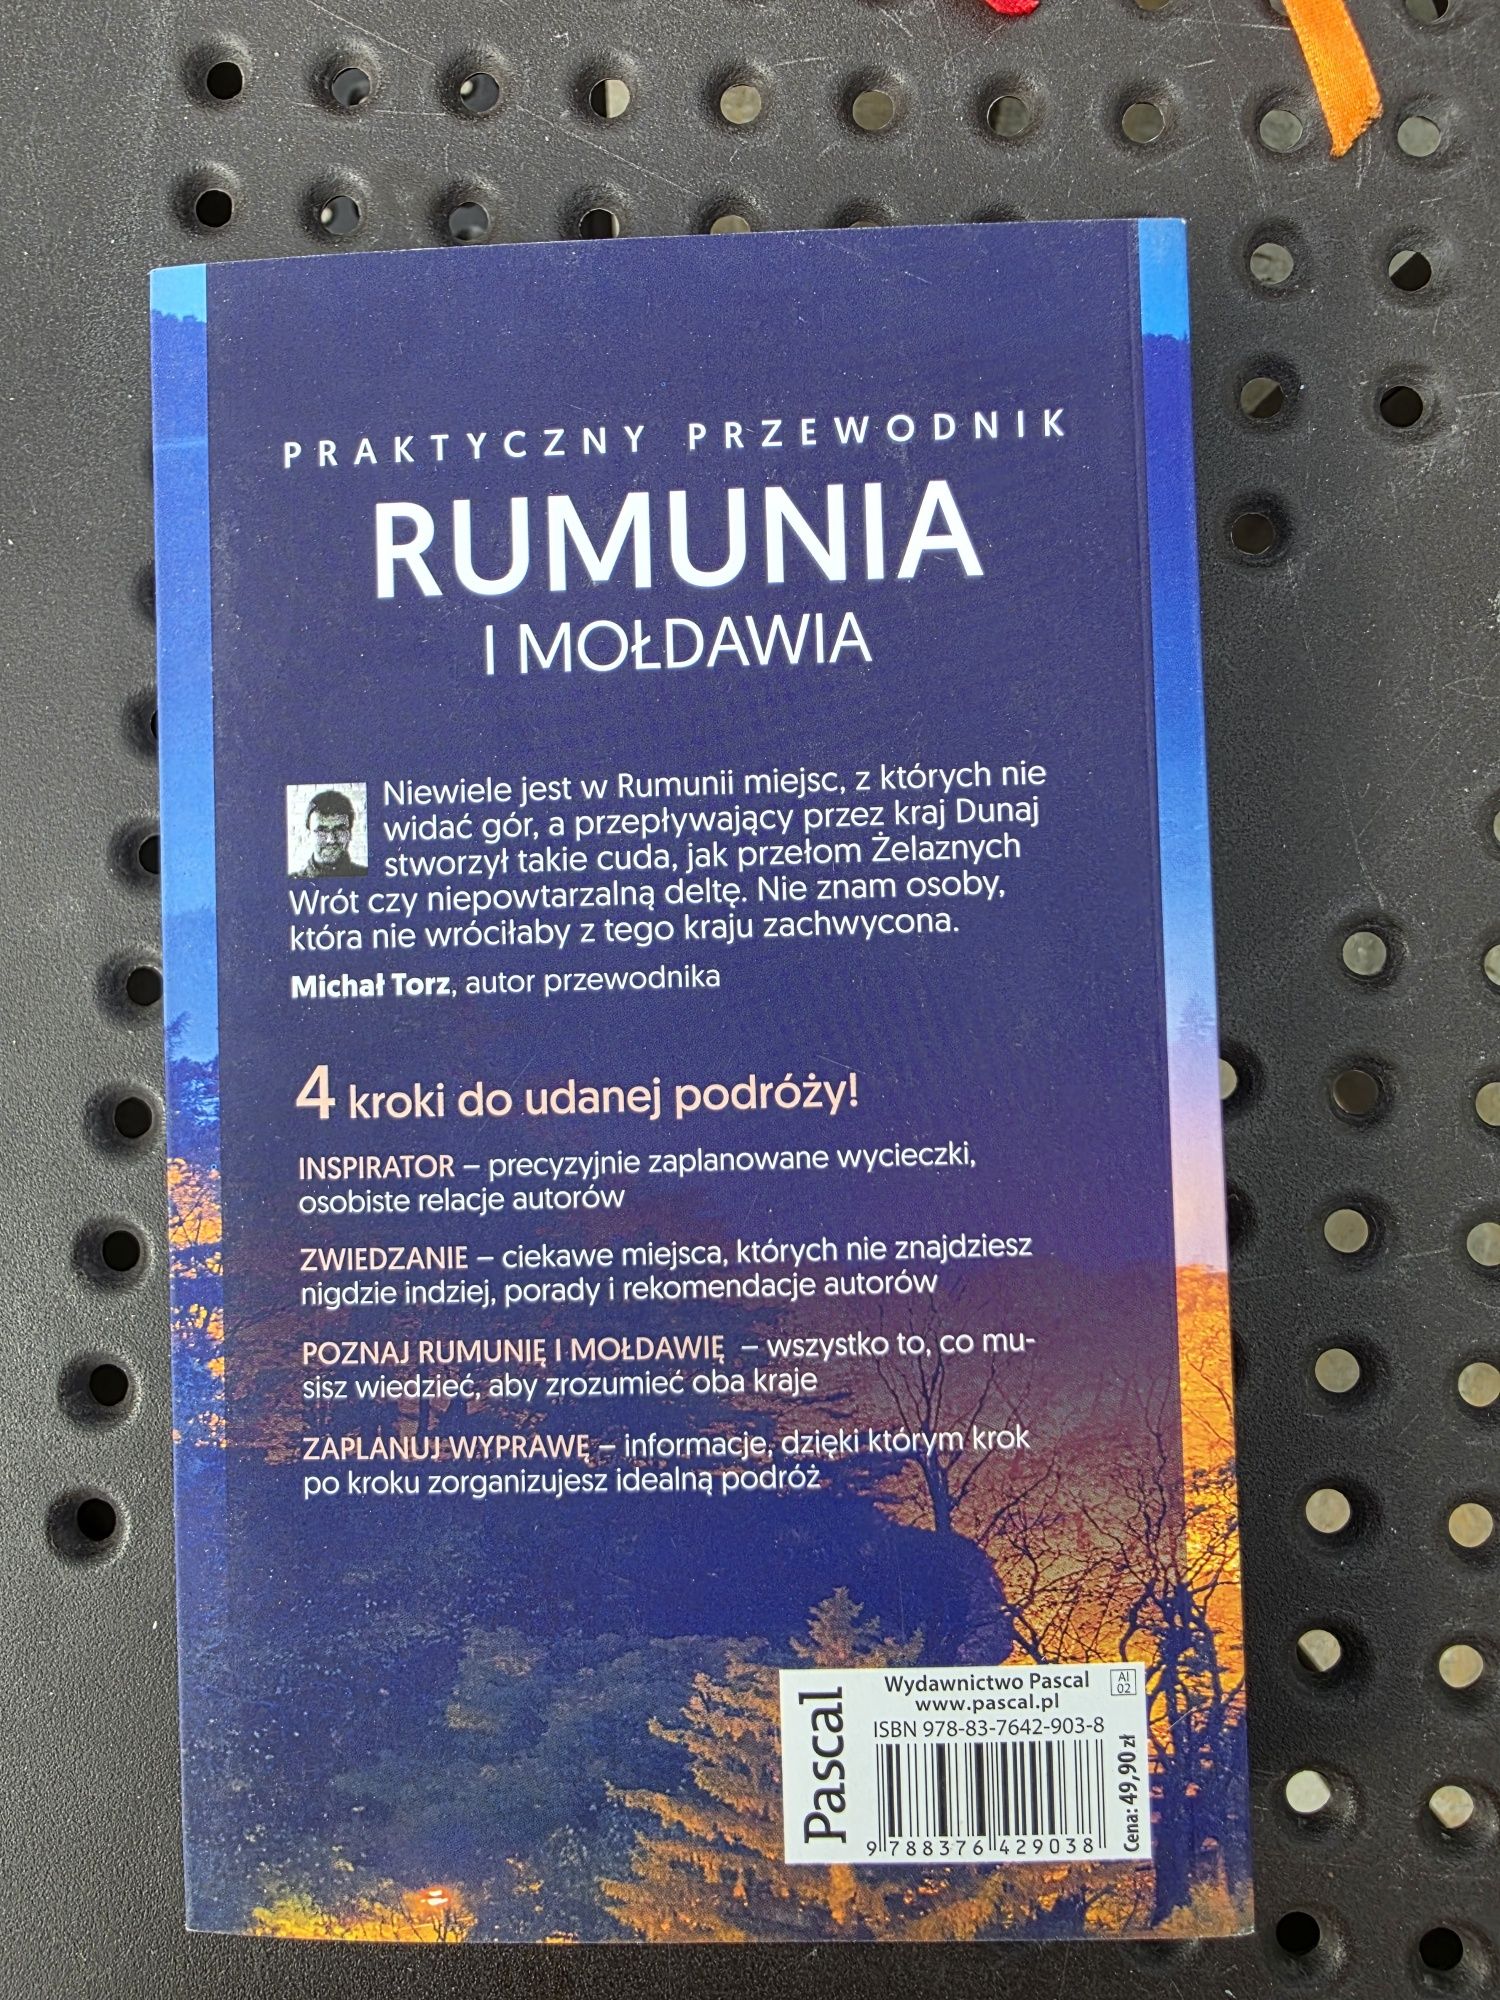 PRAKTYCZNY PRZEWODNIK
RUMUNIA
I MOŁDAWIA
Niewiele jest w Rumunii miejsc, z których nie
widać gór, a przepływający przez kraj Dunaj
stworzył takie cuda, jak przełom Żelaznych
Wrót czy niepowtarzalną deltę. Nie znam osoby,
która nie wróciłaby z tego kraju zachwycona.
Michał Torz, autor przewodnika
4 kroki do udanej podróży!
INSPIRATOR – precyzyjnie zaplanowane wycieczki,
osobiste relacje autorów
ZWIEDZANIE – ciekawe miejsca, których nie znajdziesz
nigdzie indziej, porady i rekomendacje autorów
POZNAJ RUMUNIĘ I MOŁDAWIĘ – wszystko to, co mu-
sisz wiedzieć, aby zrozumieć oba kraje
ZAPLANUJ WYPRAWĘ – informacje, dzięki którym krok
po kroku zorganizujesz idealną podróż
Pascal
Wydawnictwo Pascal
www.pascal.pl
AI
02
ISBN 978-83-7642-903-8
9 788376 429038
Cena: 49,90 zł